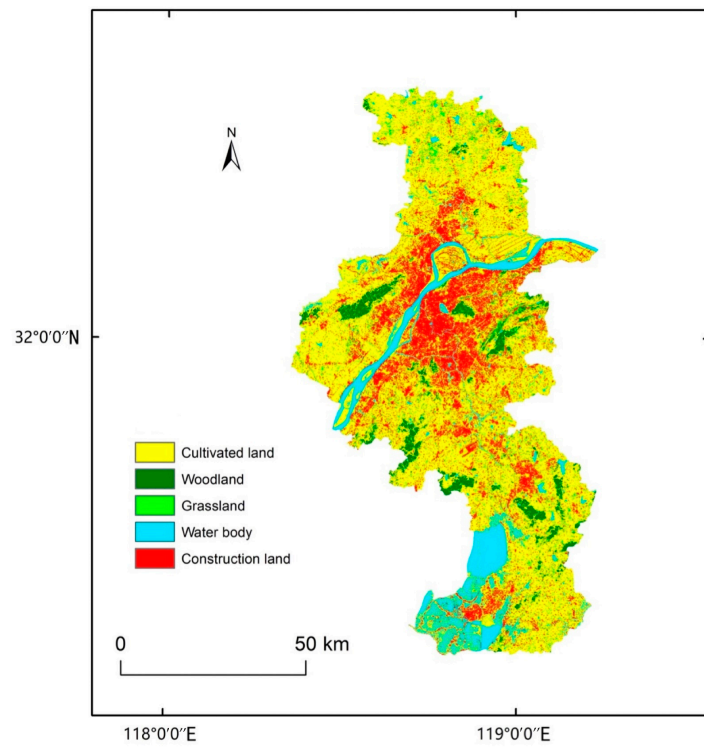 N
32°0′0″N
Cultivated land
Woodland
Grassland
Water body
Construction land
0 50 km
118°0′0″E 119°0′0″E